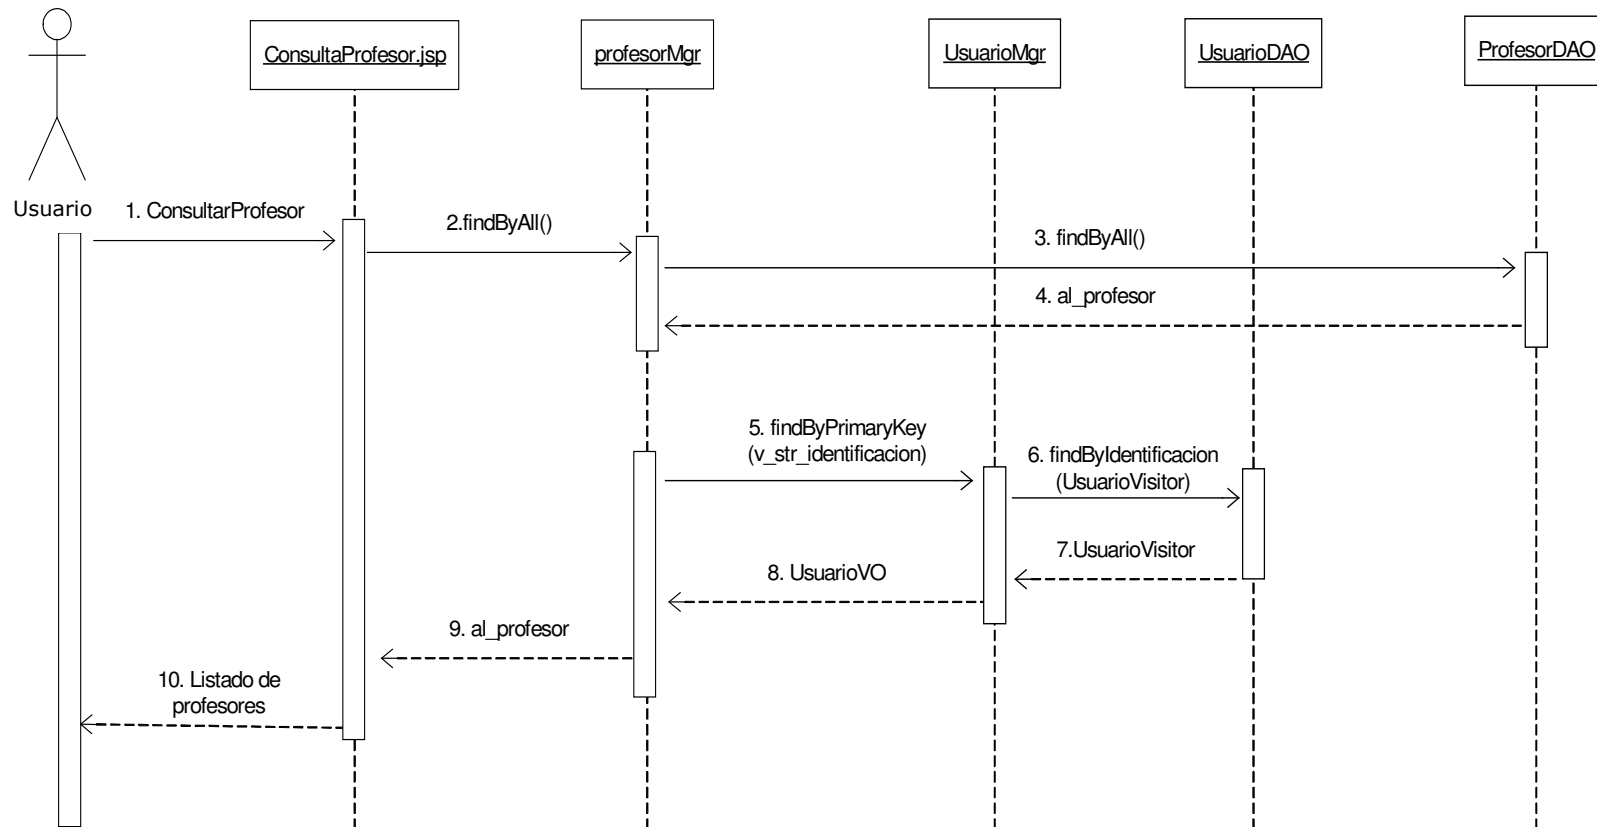 ConsultaProfesor.jsp
profesorMgr
UsuarioMgr
UsuarioDAO
ProfesorDAO
Usuario
1. ConsultarProfesor
2.findByAll()
3. findByAll()
4. al_profesor
5. findByPrimaryKey
(v_str_identificacion)
6. findByIdentificacion
(UsuarioVisitor)
7.UsuarioVisitor
8. UsuarioVO
9. al_profesor
10. Listado de
profesores